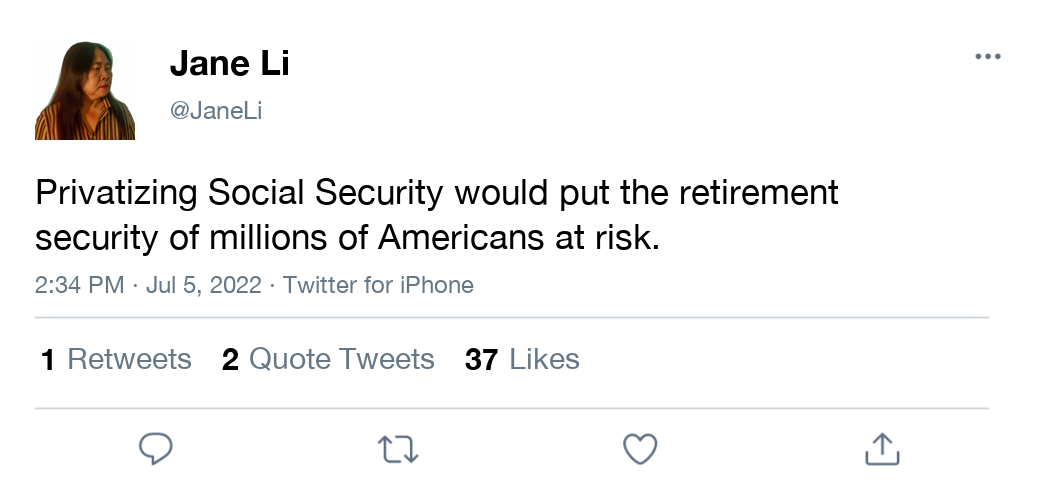 Jane Li
@JaneLi
Privatizing Social Security would put the retirement
security of millions of Americans at risk.
2:34 PM · Jul 5, 2022 · Twitter for iPhone
1 Retweets 2 Quote Tweets 37 Likes